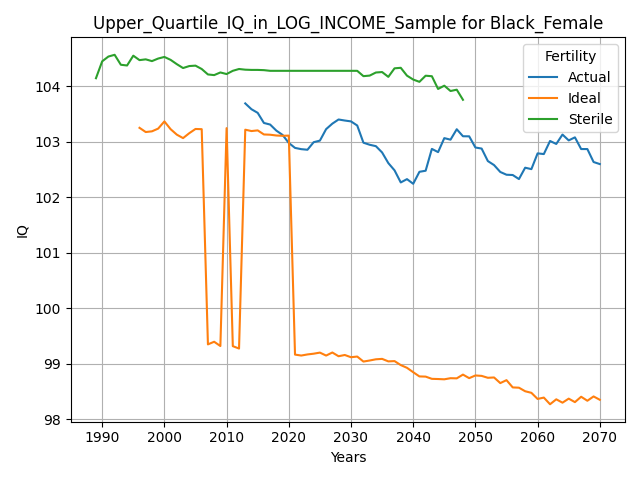 Upper_Quartile_IQ_in_LOG_INCOME_Sample for Black_Female
Fertility
Actual
Ideal
Sterile
104
103
102
101
100
99
98
IQ
1990 2000 2010 2020 2030 2040 2050 2060 2070
Years